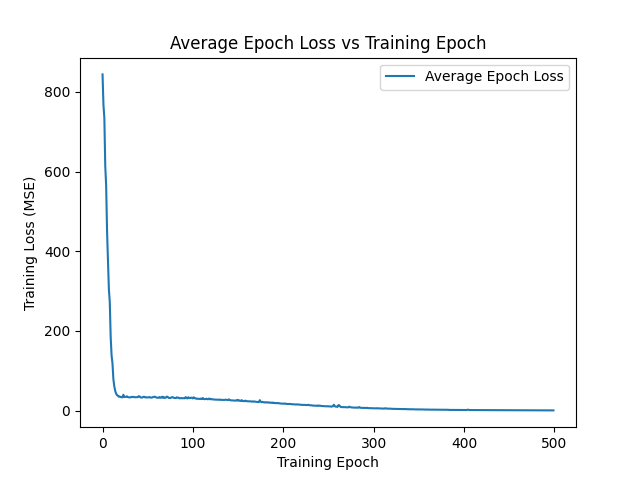 Average Epoch Loss vs Training Epoch
Average Epoch Loss
800
600
400
200
0
Training Loss (MSE)
0 100 200 300 400 500
Training Epoch